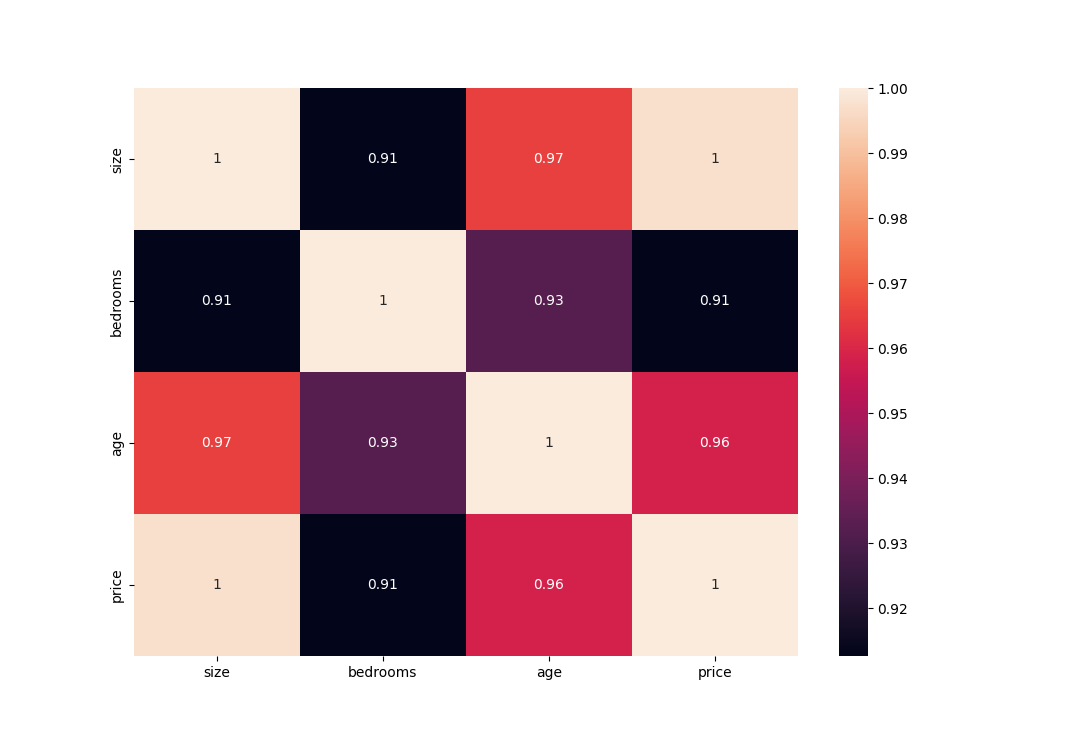 1.00
size 1 0.91 0.97 1
0.99
0.98
0.97
bedrooms 0.91 1 0.93 0.91
0.96
0.95
age 0.97 0.93 1 0.96
0.94
0.93
price 1 0.91 0.96 1
0.92
size bedrooms age price